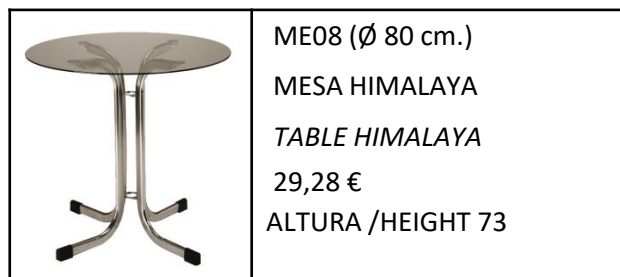 ME08 (Ø 80 cm.)
MESA HIMALAYA
TABLE HIMALAYA
29,28 €
ALTURA /HEIGHT 73